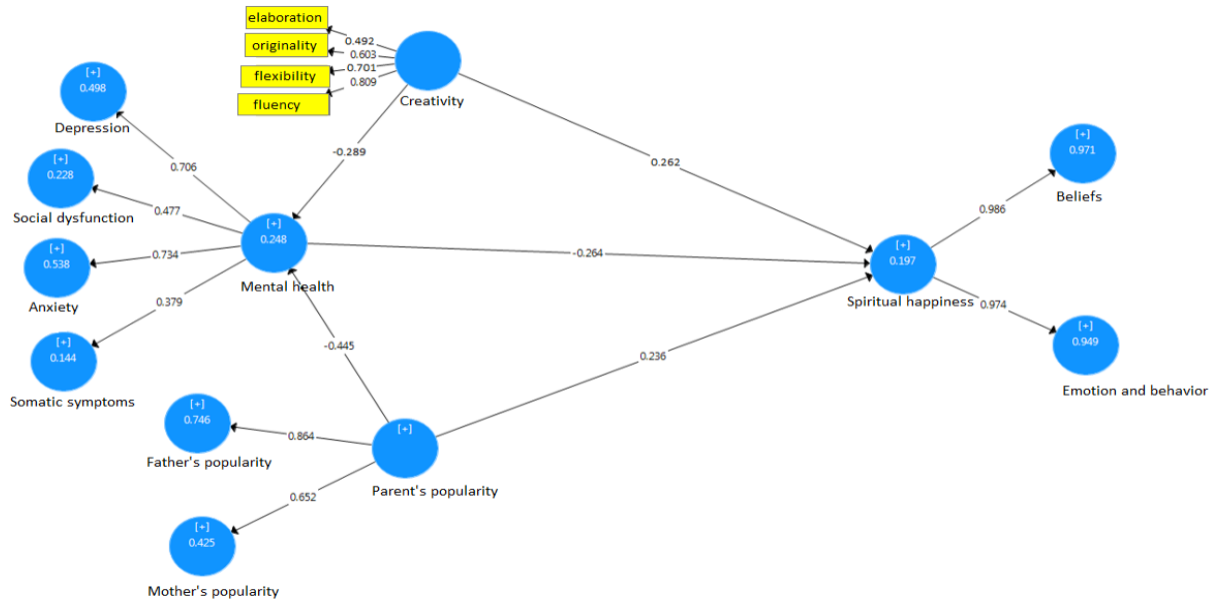 elaboration
originality
flexibility
fluency
0.492
0.603
0.701
0.809
Creativity
[+]
0.498
Depression
0.706
-0.289
0.262
[+]
0.228
Social dysfunction
0.477
[+]
0.971
Beliefs
0.986
[+]
0.248
Mental health
0.734
-0.264
[+]
0.538
Anxiety
0.379
[+]
0.197
Spiritual happiness
0.974
[+]
0.144
Somatic symptoms
-0.445
0.236
[+]
0.949
Emotion and behavior
[+]
0.746
Father's popularity
0.864
[+]
Parent's popularity
0.652
[+]
0.425
Mother's popularity